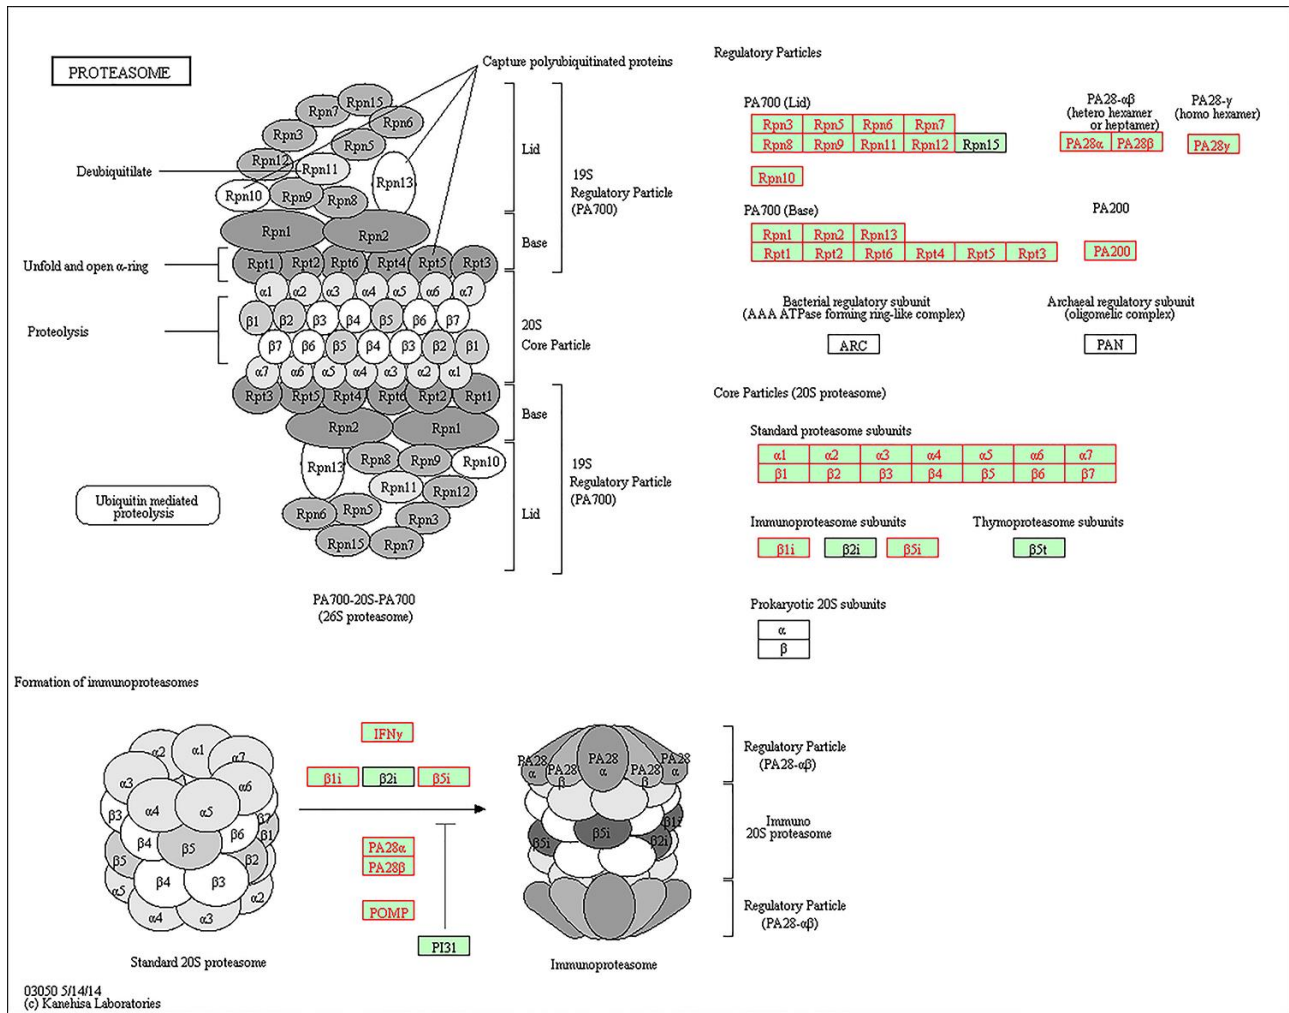 PROTEASOME
Capture polyubiquitinated proteins
Rpn15
Rpn7
Rpn6
Rpn3
Rpn5
Rpn12
Rpn11
Rpn13
Rpn10
Rpn9
Rpn8
Deubiquitilate
Lid
19S
Regulatory Particle
(PA700)
Rpn1
Rpn2
Base
Unfold and open α-ring
Rpt1
Rpt2
Rpt6
Rpt4
Rpt5
Rpt3
α1
α2
α3
α4
α5
α6
α7
Proteolysis
β1
β2
β3
β4
β5
β6
β7
20S
Core Particle
β7
β6
β5
β4
β3
β2
β1
α7
α6
α5
α4
α3
α2
α1
Rpt3
Rpt5
Rpt4
Rpt6
Rpt2
Rpt1
Base
Rpn2
Rpn1
Rpn13
Rpn8
Rpn9
Rpn10
Rpn11
Rpn12
19S
Regulatory Particle
(PA700)
Rpn6
Rpn5
Rpn3
Lid
Rpn15
Rpn7
Ubiquitin mediated
proteolysis
PA700-20S-PA700
(26S proteasome)
Regulatory Particles
PA700 (Lid)
Rpn3 Rpn5 Rpn6 Rpn7
Rpn8 Rpn9 Rpn11 Rpn12 Rpn15
Rpn10
PA28-αβ
(hetero hexamer
or heptamer)
PA28α PA28β
PA28-γ
(homo hexamer)
PA28γ
PA700 (Base)
Rpn1 Rpn2 Rpn13
Rpt1 Rpt2 Rpt6 Rpt4 Rpt5 Rpt3
PA200
PA200
Bacterial regulatory subunit
(AAA ATPase forming ring-like complex)
ARC
Archaeal regulatory subunit
(oligomelic complex)
PAN
Core Particles (20S proteasome)
Standard proteasome subunits
α1 α2 α3 α4 α5 α6 α7
β1 β2 β3 β4 β5 β6 β7
Immunoproteasome subunits
β1i β2i β5i
Thymoproteasome subunits
β5t
Prokaryotic 20S subunits
α
β
Formation of immunoproteasomes
α2
α1
α7
α3
α6
α4
α5
β3
β7
β4
β6
β1
β5
β5
β2
β4
β3
α5
α2
α4
α3
Standard 20S proteasome
IFNγ
β1i β2i β5i
PA28α
PA28β
POMP
PI31
PA28
α
PA28
β
PA28
α
PA28
β
PA28
α
β1i
β5i
β5i
β2i
Immunoproteasome
Regulatory Particle
(PA28-αβ)
Immuno
20S proteasome
Regulatory Particle
(PA28-αβ)
03050 5/14/14
(c) Kanehisa Laboratories